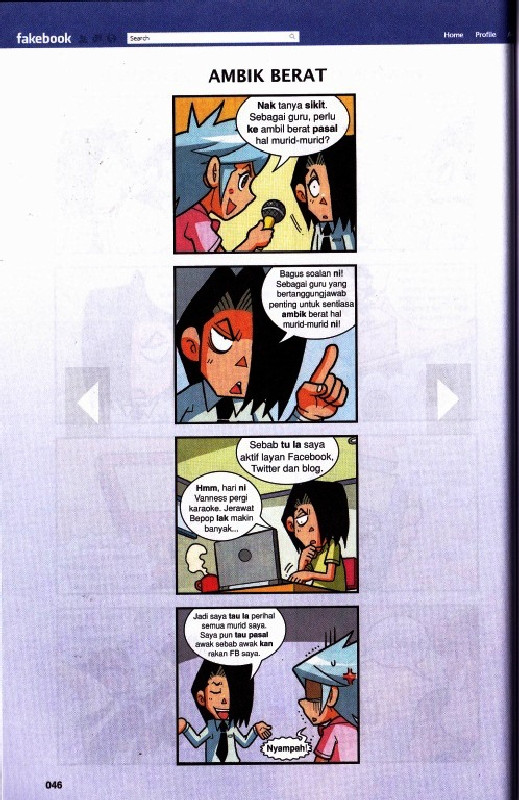 fakebook
Search
Home Profile
AMBIK BERAT
Nak tanya sikit.
Sebagai guru, perlu
ke ambil berat pasal
hal murid-murid?
Bagus soalan ni!
Sebagai guru yang
bertanggungjawab
penting untuk sentiasa
ambik berat hal
murid-murid ni!
Sebab tu la saya
aktif layan Facebook,
Twitter dan blog.
Hmm, hari ni
Vanness pergi
karaoke. Jerawat
Bepop lak makin
banyak...
Jadi saya tau la perihal
semua murid saya.
Saya pun tau pasal
awak sebab awak kan
rakan FB saya.
Nyampah!
046